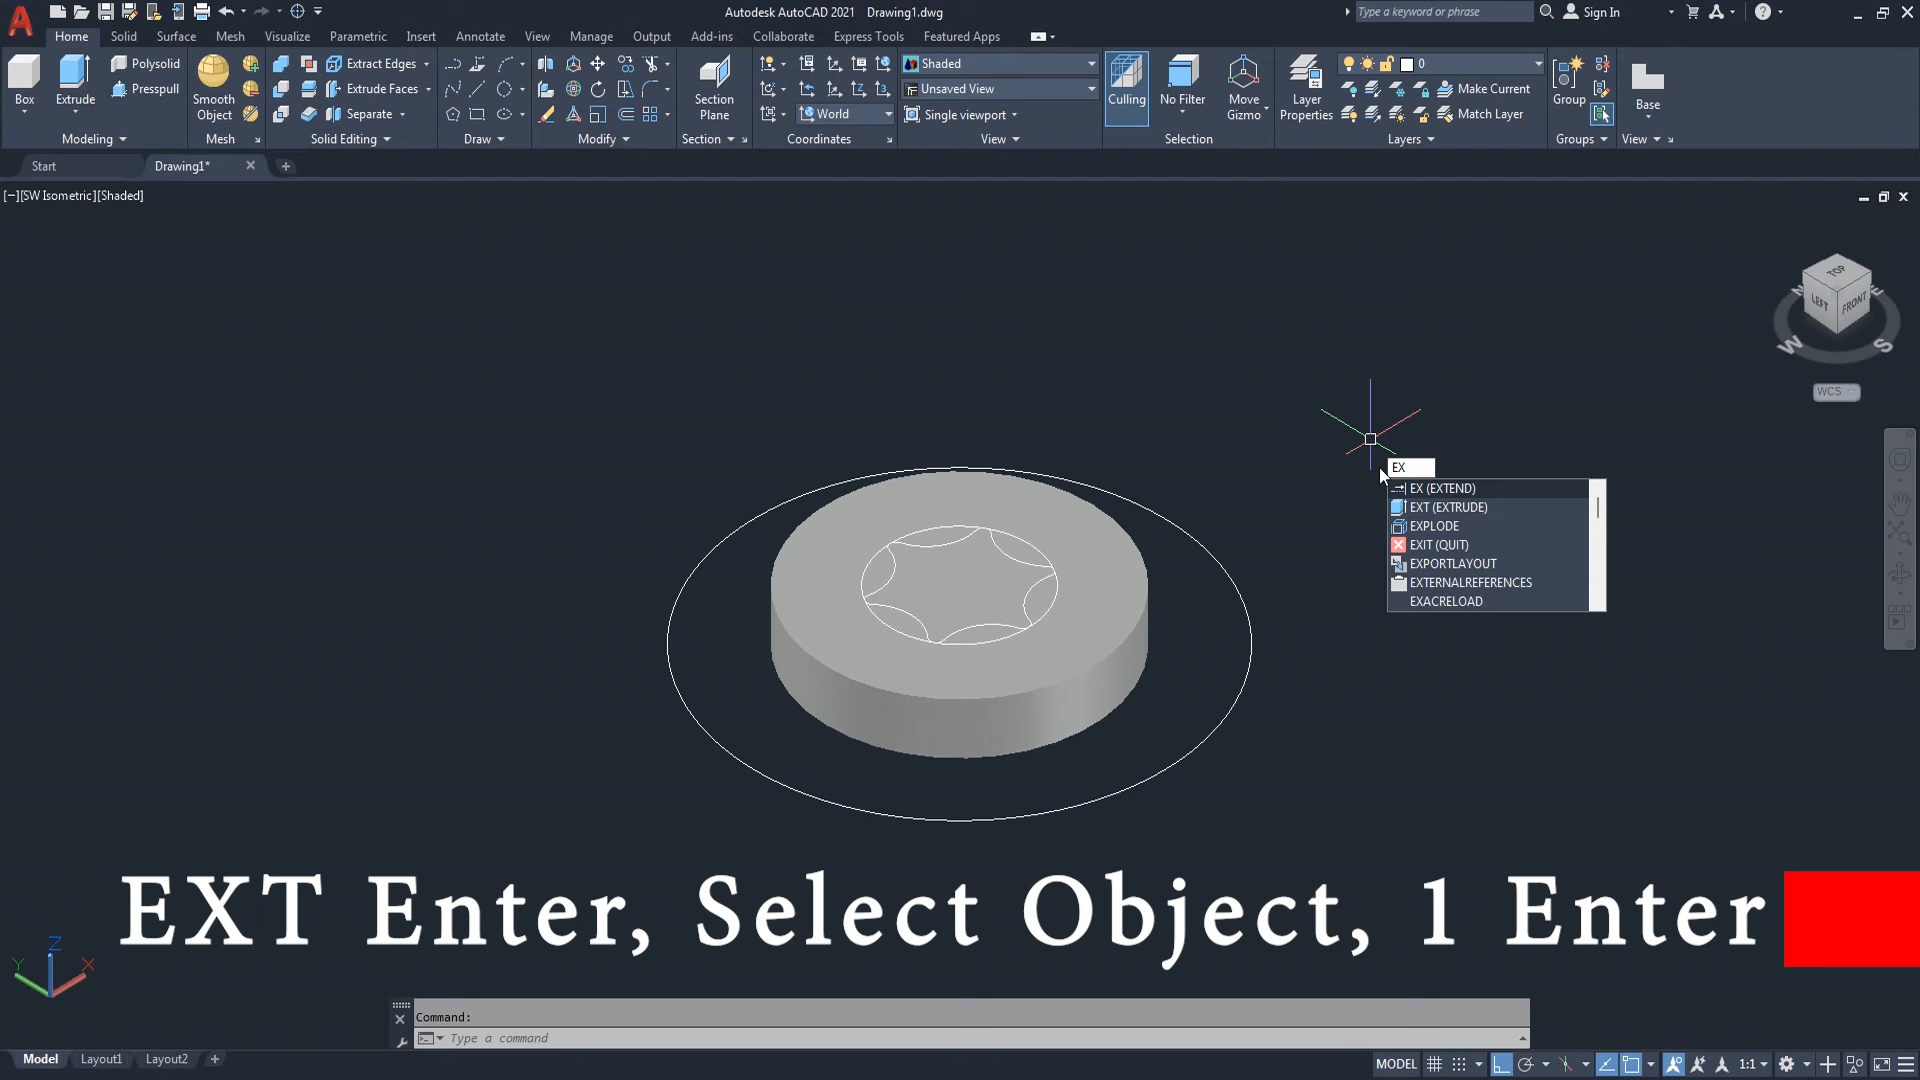 Autodesk AutoCAD 2021 Drawing1.dwg
Type a keyword or phrase
Sign In
Home Solid Surface Mesh Visualize Parametric Insert Annotate View Manage Output Add-ins Collaborate Express Tools Featured Apps
Box
Extrude
Polysolid
Presspull
Modeling
Smooth
Object
Mesh
Extract Edges
Extrude Faces
Separate
Solid Editing
Draw
Modify
Section
Plane
Section
World
Coordinates
Shaded
Unsaved View
Single viewport
View
Culling
No Filter
Move
Gizmo
Selection
Layer
Properties
0
Make Current
Match Layer
Layers
Group
Groups
Base
View
Start
Drawing1*
[−][SW Isometric][Shaded]
TOP
LEFT
FRONT
W
S
WCS
EX
EX (EXTEND)
EXT (EXTRUDE)
EXPLODE
EXIT (QUIT)
EXPORTLAYOUT
EXTERNALREFERENCES
EXACRELOAD
EXT Enter, Select Object, 1 Enter
Z
Y
X
Command:
Type a command
Model
Layout1
Layout2
MODEL
1:1